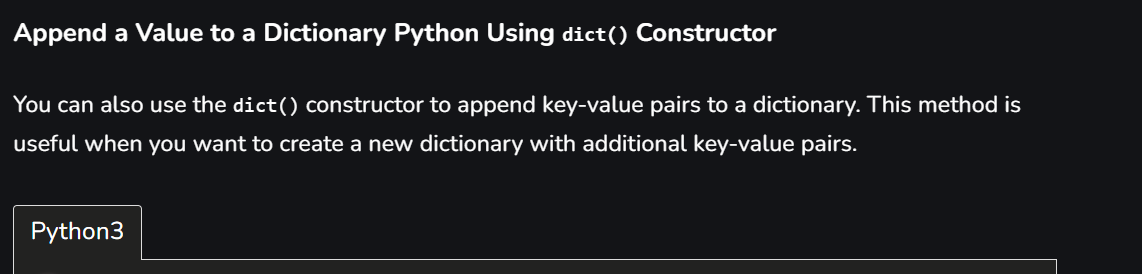 Append a Value to a Dictionary Python Using dict() Constructor
You can also use the dict() constructor to append key-value pairs to a dictionary. This method is
useful when you want to create a new dictionary with additional key-value pairs.
Python3